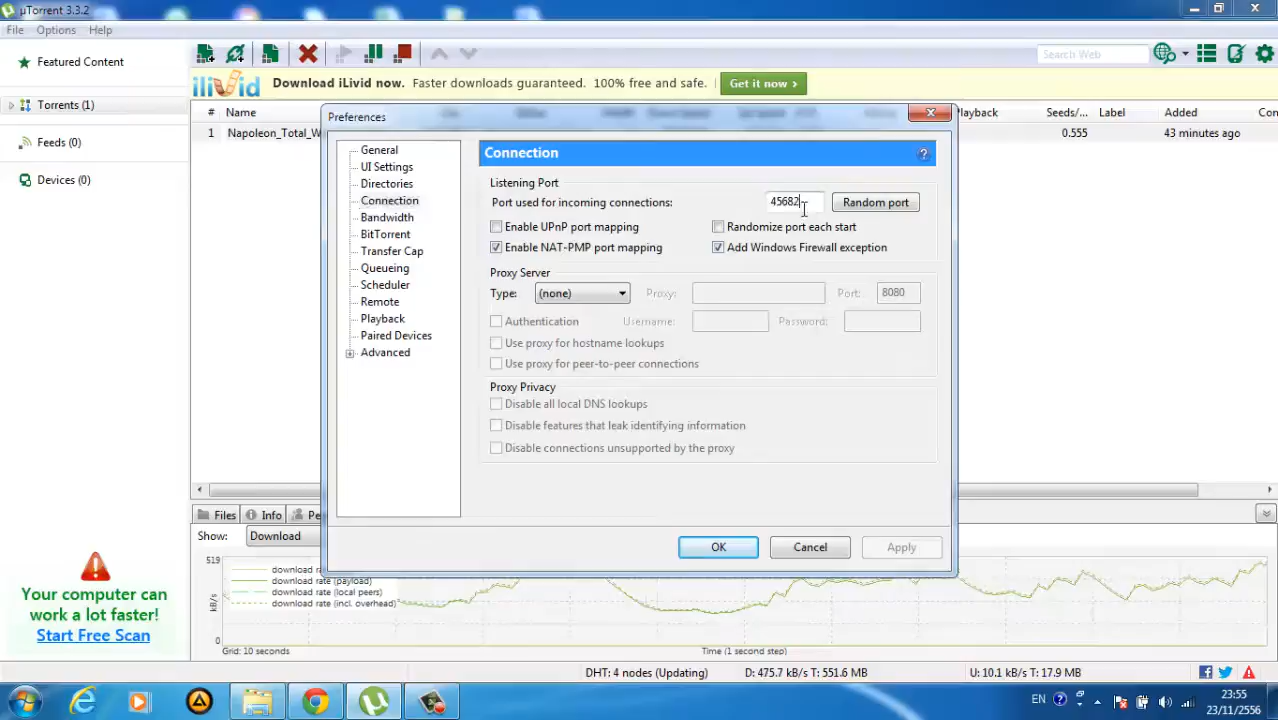 µTorrent 3.3.2
File Options Help
Featured Content
Search Web
ilivid Download iLivid now. Faster downloads guaranteed. 100% free and safe. Get it now >
Torrents (1)
# Name Playback Seeds/... Label Added
1 Napoleon_Total_W 0.555 43 minutes ago
Feeds (0)
Devices (0)
Preferences
General
UI Settings
Directories
Connection
Bandwidth
BitTorrent
Transfer Cap
Queueing
Scheduler
Remote
Playback
Paired Devices
Advanced
Connection ?
Listening Port
Port used for incoming connections: 45682 Random port
Enable UPnP port mapping Randomize port each start
Enable NAT-PMP port mapping Add Windows Firewall exception
Proxy Server
Type: (none) Proxy: Port: 8080
Authentication Username: Password:
Use proxy for hostname lookups
Use proxy for peer-to-peer connections
Proxy Privacy
Disable all local DNS lookups
Disable features that leak identifying information
Disable connections unsupported by the proxy
OK Cancel Apply
Files Info Pe
Show: Download
519
kB/s
0
download ra
download rate (payload)
download rate (local peers)
download rate (incl. overhead)
Grid: 10 seconds Time (1 second step)
Your computer can
work a lot faster!
Start Free Scan
DHT: 4 nodes (Updating) D: 475.7 kB/s T: 551.6 MB U: 10.1 kB/s T: 17.9 MB
EN 23:55
23/11/2556